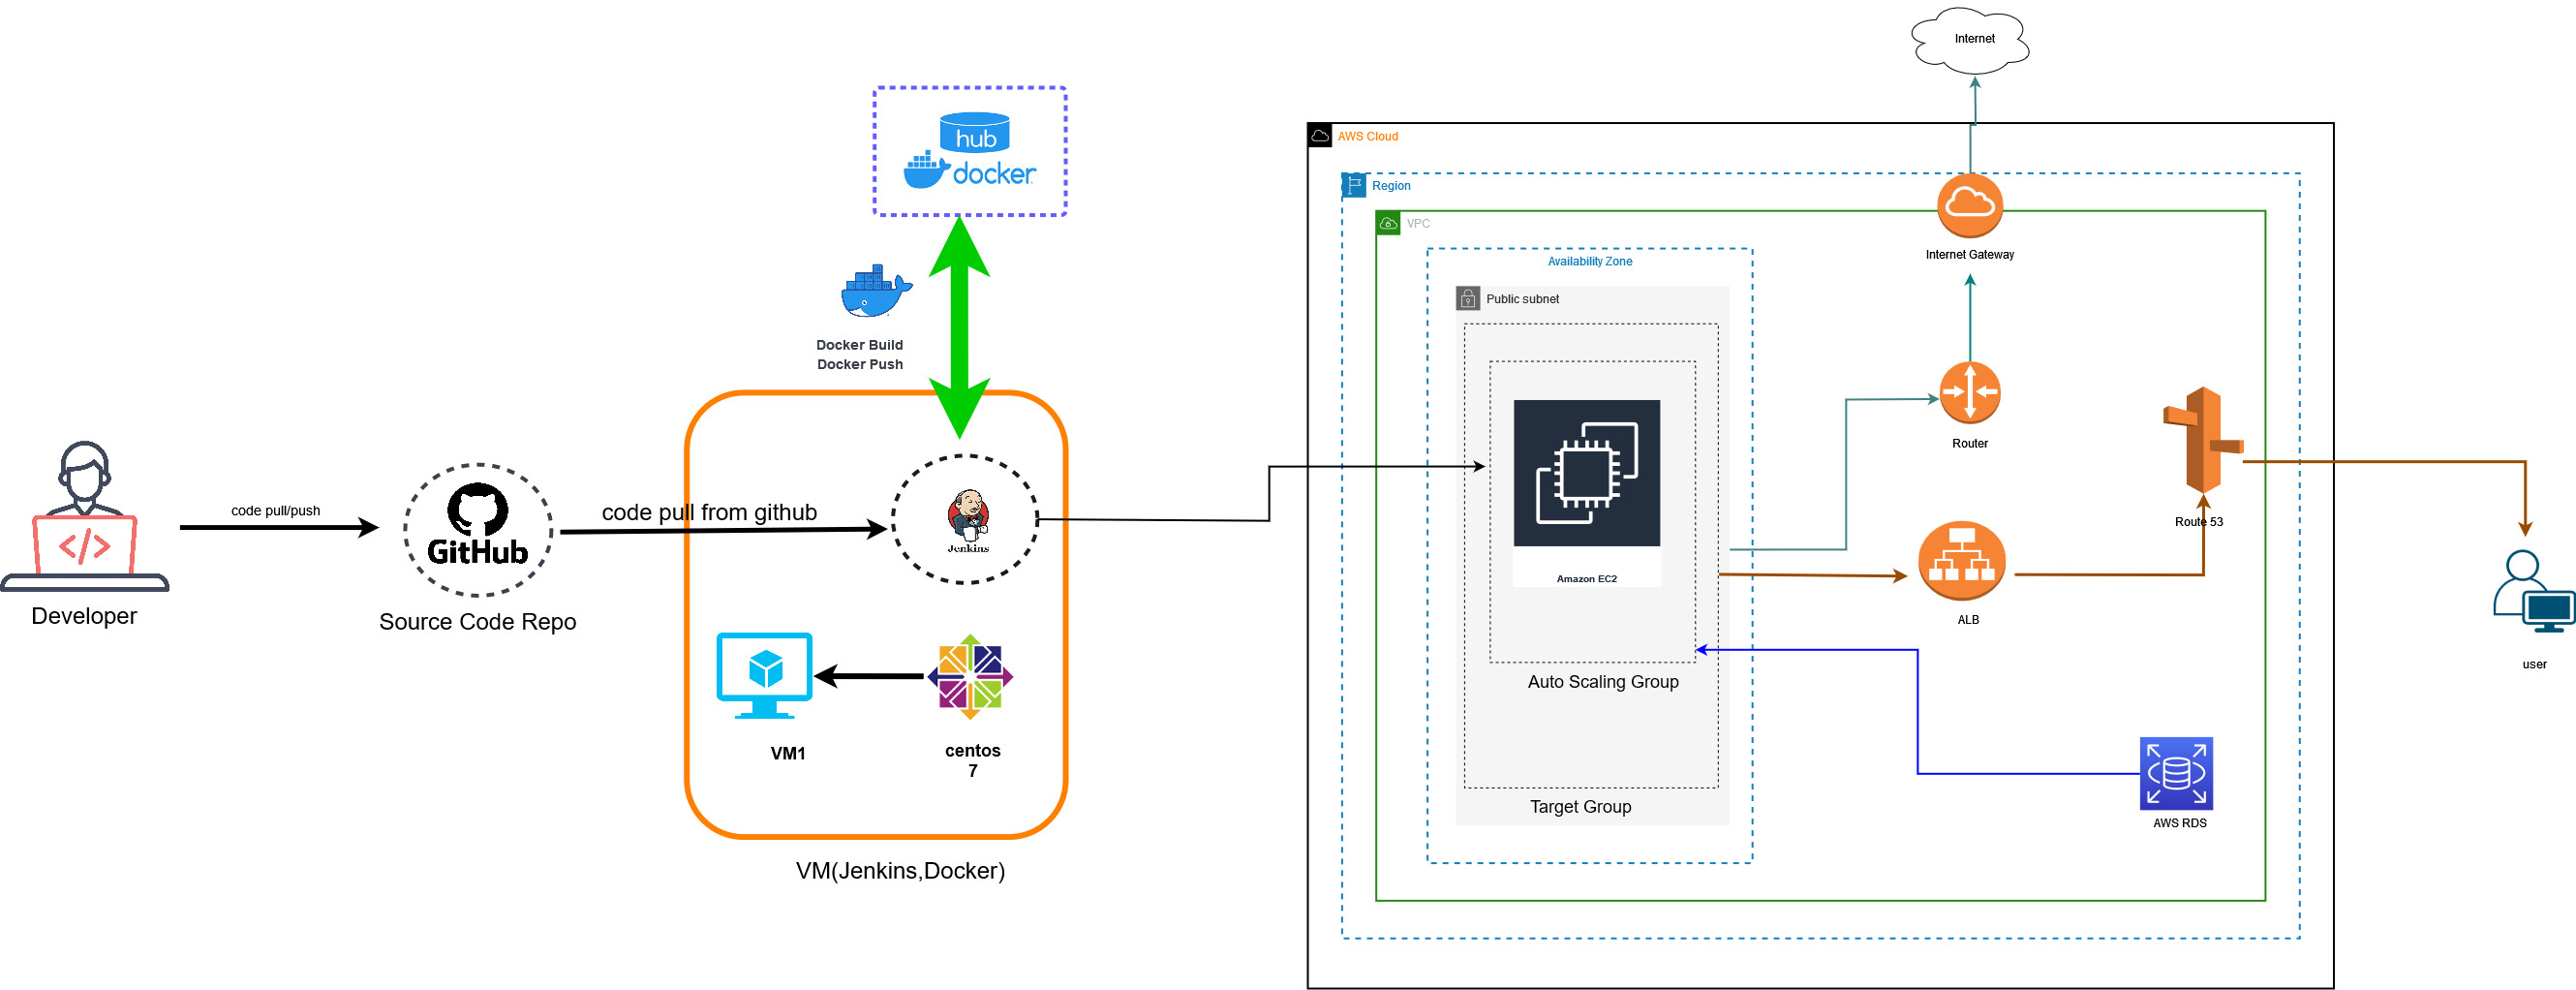 Internet
AWS Cloud
Region
VPC
Availability Zone
Public subnet
Internet Gateway
hub
docker
Docker Build
Docker Push
Router
Route 53
code pull/push
code pull from github
GitHub
Jenkins
Developer
Source Code Repo
Amazon EC2
ALB
user
Auto Scaling Group
VM1
centos
7
Target Group
AWS RDS
VM(Jenkins,Docker)